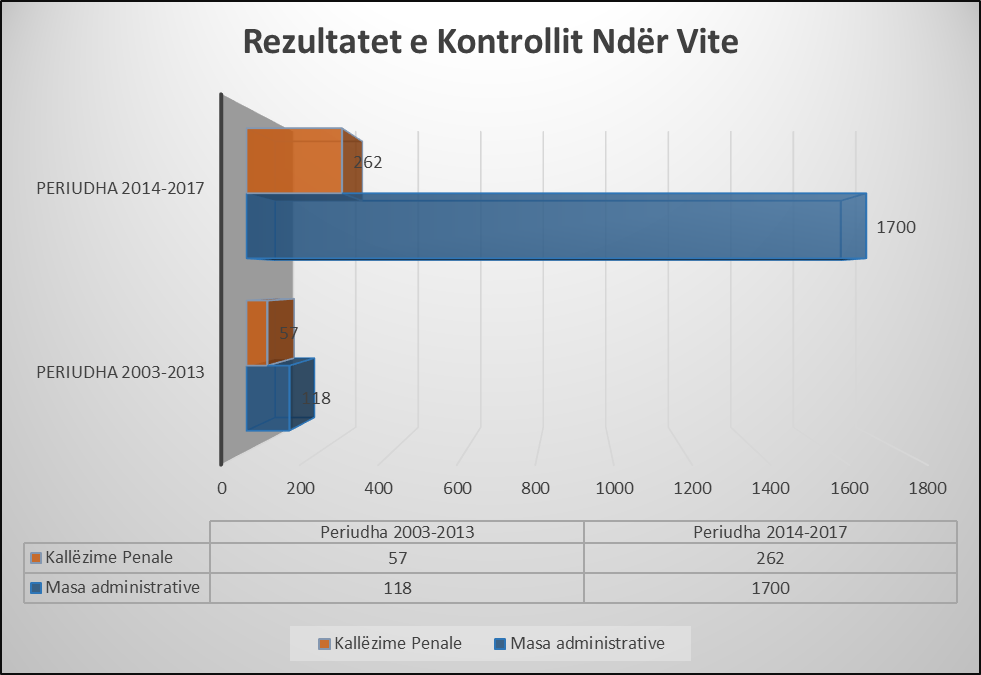 Rezultatet e Kontrollit Ndër Vite
262
PERIUDHA 2014-2017
1700
57
PERIUDHA 2003-2013
118
0 200 400 600 800 1000 1200 1400 1600 1800
Periudha 2003-2013 Periudha 2014-2017
Kallëzime Penale 57 262
Masa administrative 118 1700
Kallëzime Penale Masa administrative